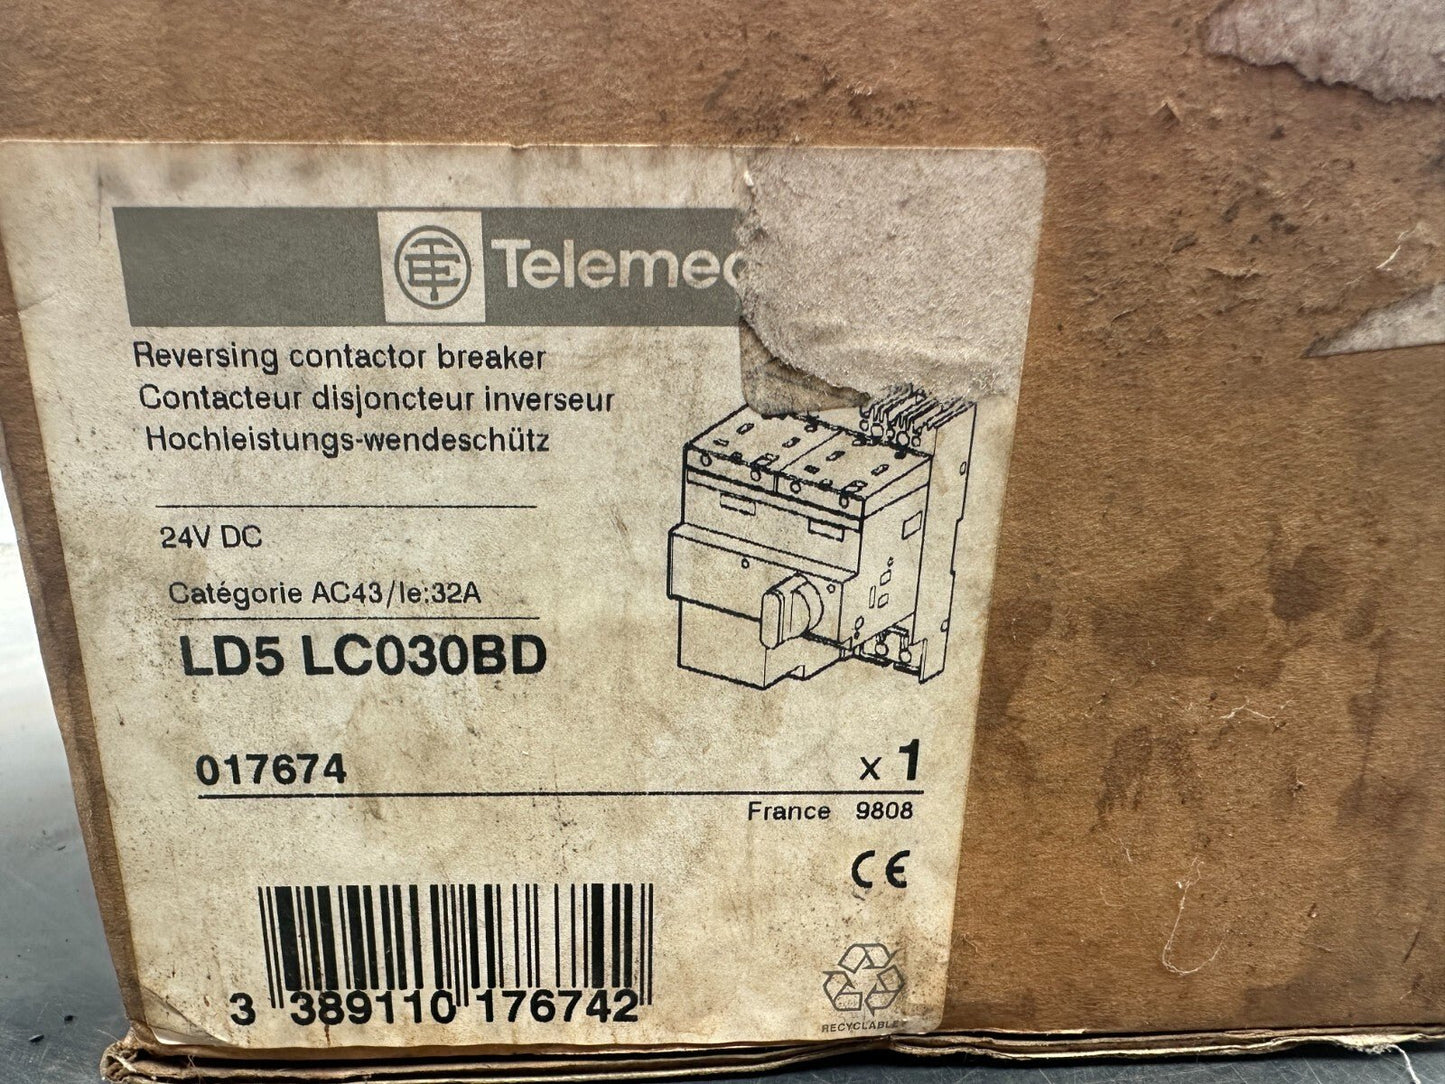 Telemec
Reversing contactor breaker
Contacteur disjoncteur inverseur
Hochleistungs-wendeschütz
24V DC
Catégorie AC43/Ie:32A
LD5 LC030BD
017674 x 1
France 9808
CE
3 389110 176742
RECYCLABLE